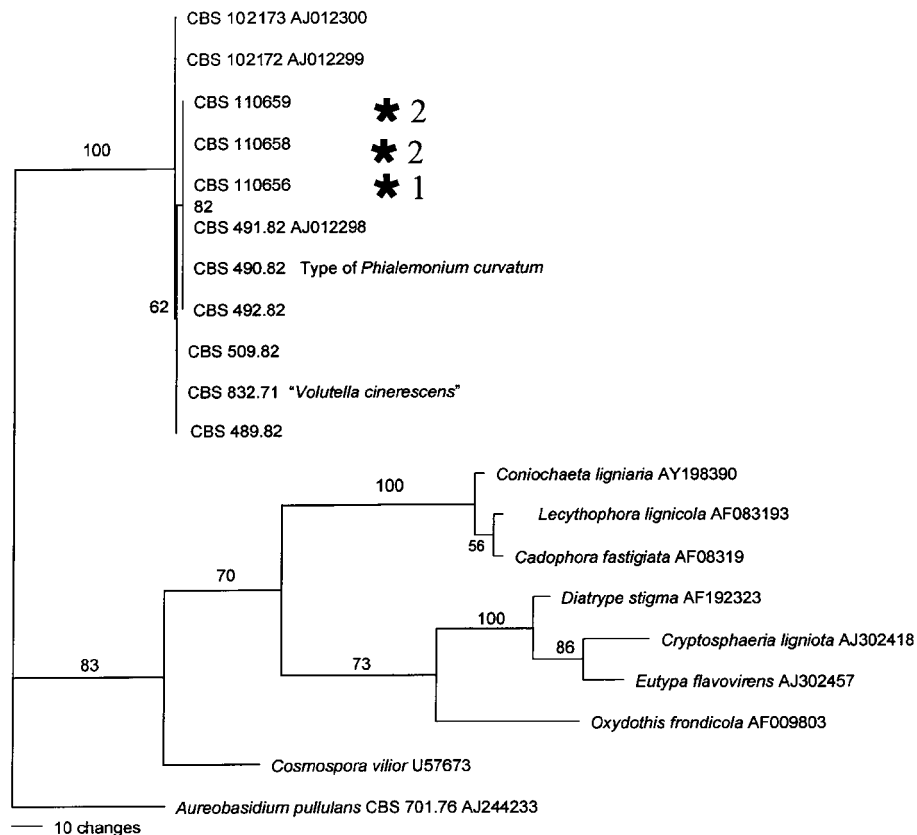 CBS 102173 AJ012300
CBS 102172 AJ012299
CBS 110659 * 2
CBS 110658 * 2
100
CBS 110656 * 1
82
CBS 491.82 AJ012298
CBS 490.82 Type of Phialemonium curvatum
62
CBS 492.82
CBS 509.82
CBS 832.71 "Volutella cinerescens"
CBS 489.82
Coniochaeta ligniaria AY198390
100
Lecythophora lignicola AF083193
56
Cadophora fastigiata AF08319
70
Diatrype stigma AF192323
100
Cryptosphaeria ligniota AJ302418
86
83
73
Eutypa flavovirens AJ302457
Oxydothis frondicola AF009803
Cosmospora vilior U57673
Aureobasidium pullulans CBS 701.76 AJ244233
10 changes